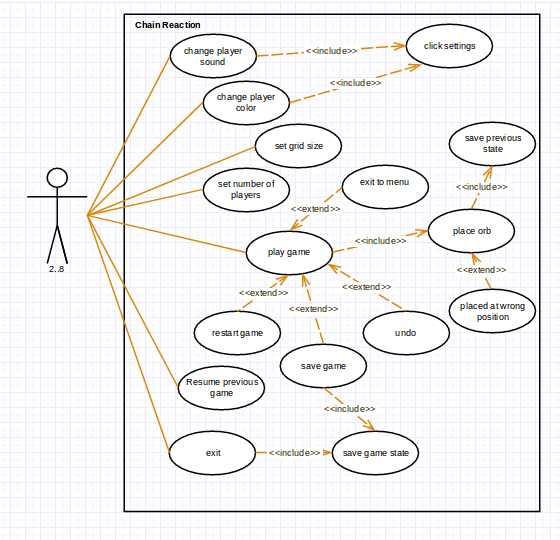 Chain Reaction
change player
sound
<<include>>
click settings
<<include>>
change player
color
set grid size
save previous
state
set number of
players
exit to menu
<<include>>
<<extend>>
play game
<<include>>
place orb
<<extend>>
2..8
<<extend>>
<<extend>>
<<extend>>
placed at wrong
position
restart game
undo
save game
Resume previous
game
<<include>>
exit
<<include>>
save game state